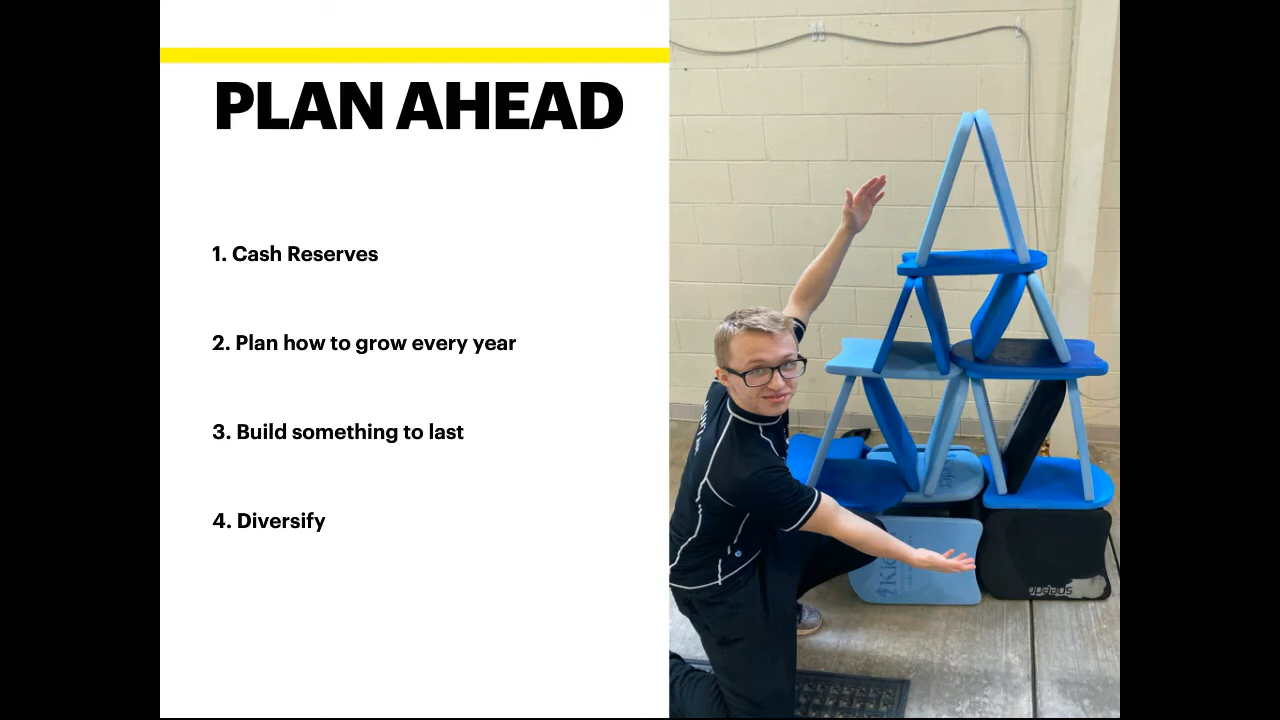 PLAN AHEAD
1. Cash Reserves
2. Plan how to grow every year
3. Build something to last
4. Diversify
speedo